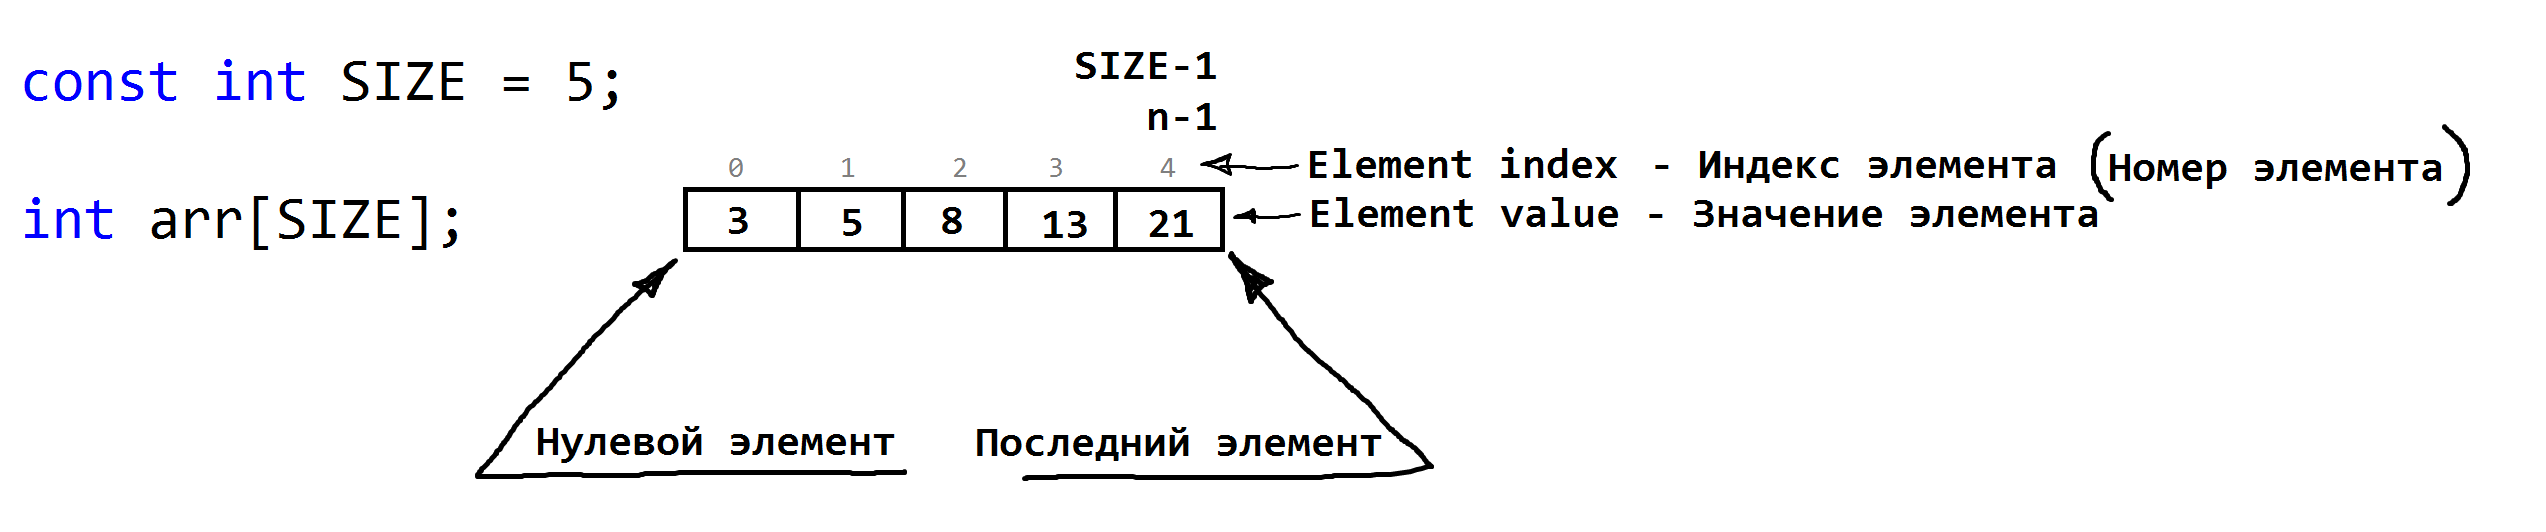 const int SIZE = 5;
SIZE-1
n-1
0 1 2 3 4
Element index - Индекс элемента (Номер элемента)
int arr[SIZE];
3 5 8 13 21
Element value - Значение элемента
Нулевой элемент
Последний элемент